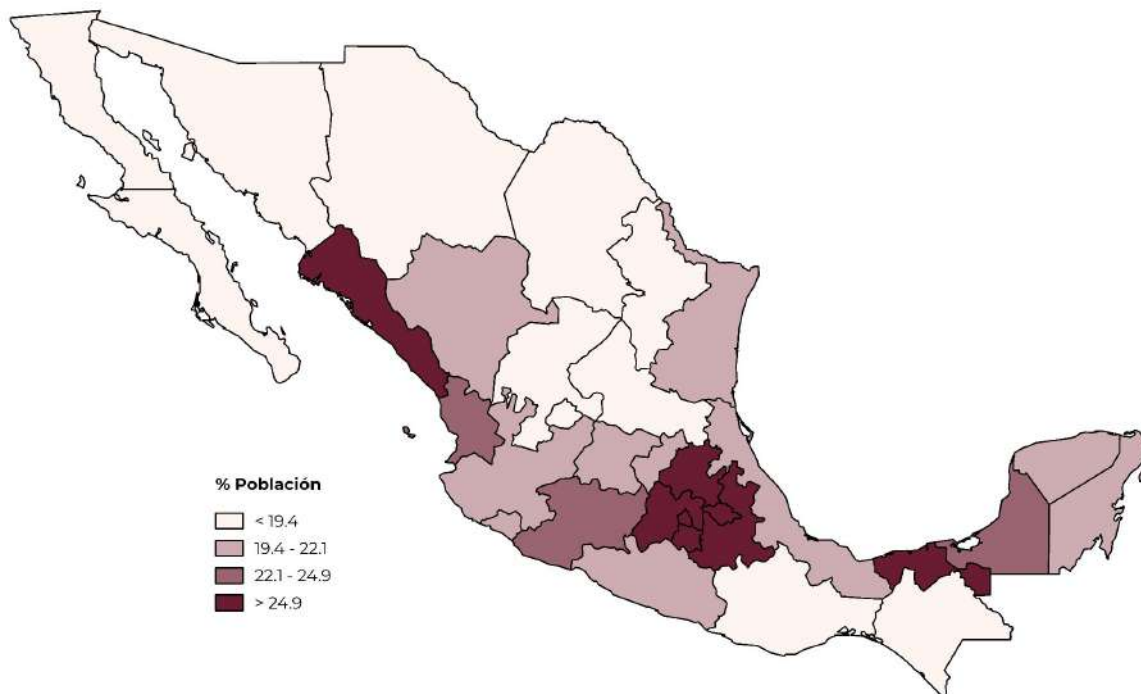 % Población
< 19.4
19.4 - 22.1
22.1 - 24.9
> 24.9